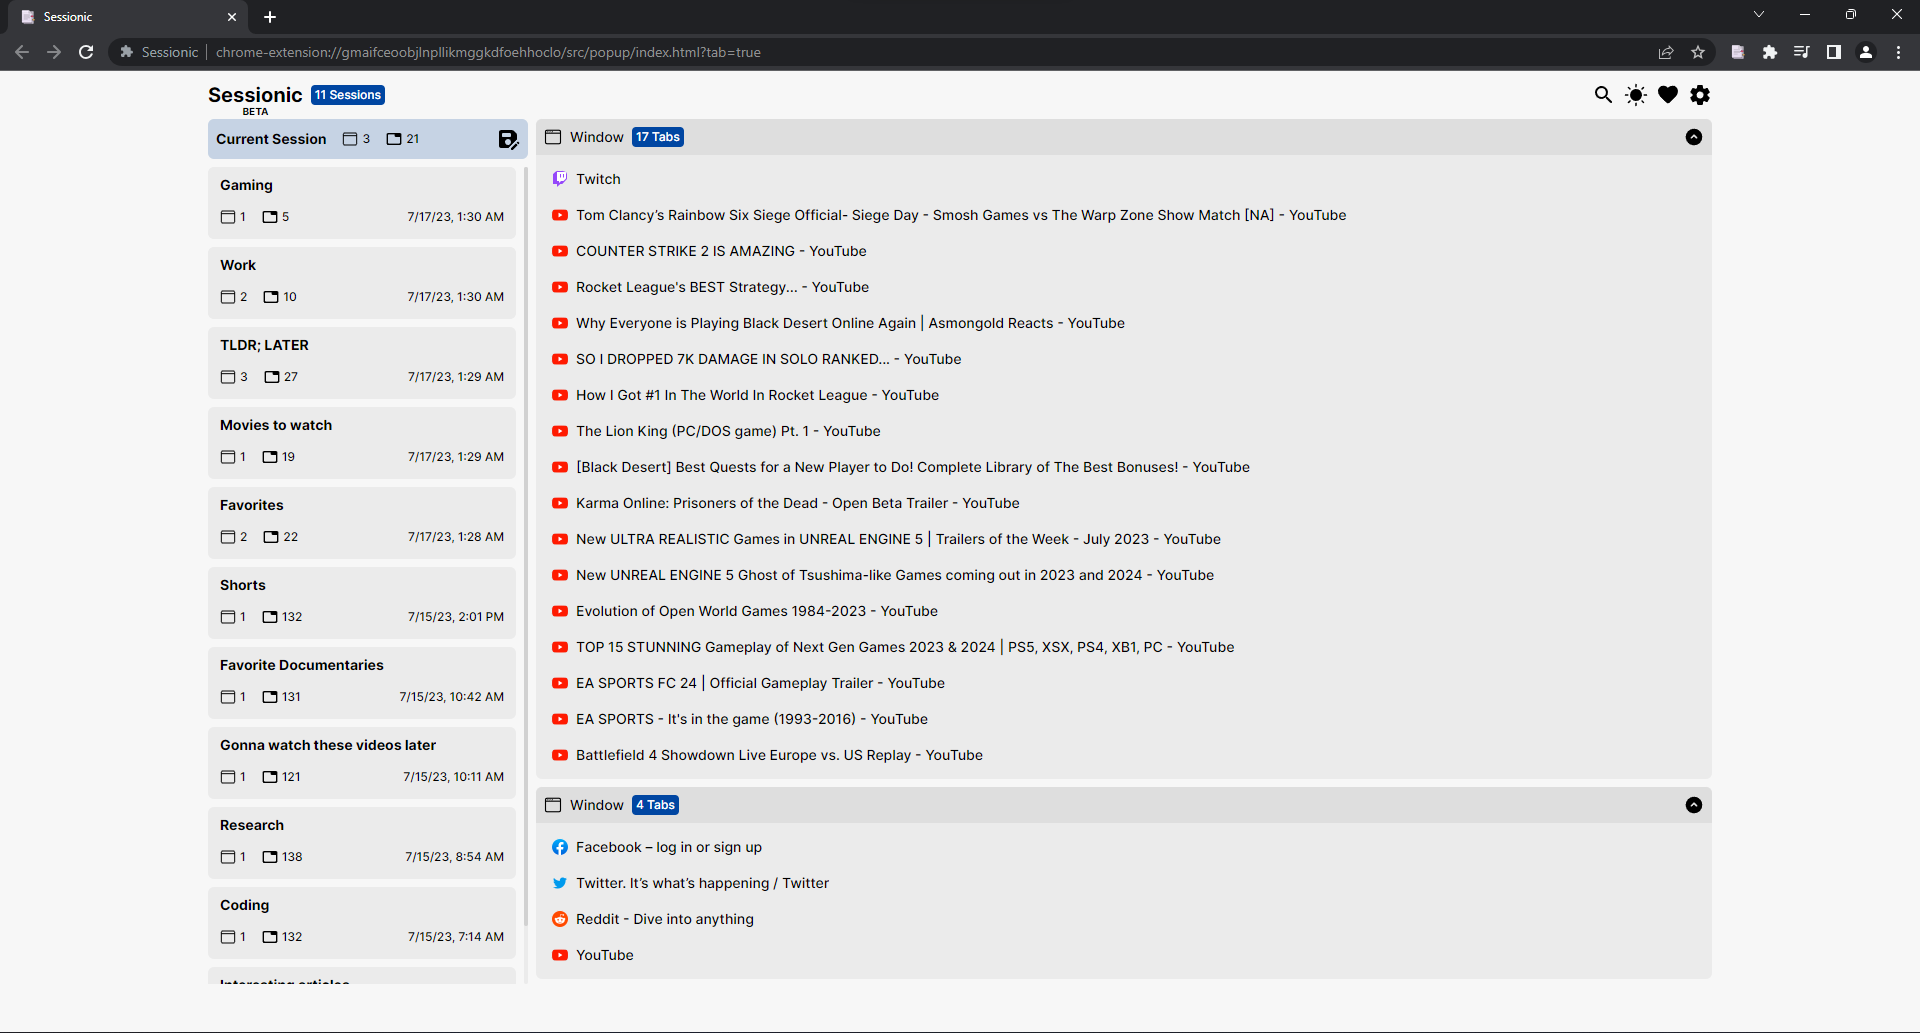 Sessionic
Sessionic | chrome-extension://gmaifceoobjlnpllikmggkdfoehhoclo/src/popup/index.html?tab=true
Sessionic 11 Sessions
BETA
Current Session 3 21
Gaming
1 5 7/17/23, 1:30 AM
Work
2 10 7/17/23, 1:30 AM
TLDR; LATER
3 27 7/17/23, 1:29 AM
Movies to watch
1 19 7/17/23, 1:29 AM
Favorites
2 22 7/17/23, 1:28 AM
Shorts
1 132 7/15/23, 2:01 PM
Favorite Documentaries
1 131 7/15/23, 10:42 AM
Gonna watch these videos later
1 121 7/15/23, 10:11 AM
Research
1 138 7/15/23, 8:54 AM
Coding
1 132 7/15/23, 7:14 AM
Interesting articles
Window 17 Tabs
Twitch
Tom Clancy’s Rainbow Six Siege Official- Siege Day - Smosh Games vs The Warp Zone Show Match [NA] - YouTube
COUNTER STRIKE 2 IS AMAZING - YouTube
Rocket League's BEST Strategy... - YouTube
Why Everyone is Playing Black Desert Online Again | Asmongold Reacts - YouTube
SO I DROPPED 7K DAMAGE IN SOLO RANKED... - YouTube
How I Got #1 In The World In Rocket League - YouTube
The Lion King (PC/DOS game) Pt. 1 - YouTube
[Black Desert] Best Quests for a New Player to Do! Complete Library of The Best Bonuses! - YouTube
Karma Online: Prisoners of the Dead - Open Beta Trailer - YouTube
New ULTRA REALISTIC Games in UNREAL ENGINE 5 | Trailers of the Week - July 2023 - YouTube
New UNREAL ENGINE 5 Ghost of Tsushima-like Games coming out in 2023 and 2024 - YouTube
Evolution of Open World Games 1984-2023 - YouTube
TOP 15 STUNNING Gameplay of Next Gen Games 2023 & 2024 | PS5, XSX, PS4, XB1, PC - YouTube
EA SPORTS FC 24 | Official Gameplay Trailer - YouTube
EA SPORTS - It's in the game (1993-2016) - YouTube
Battlefield 4 Showdown Live Europe vs. US Replay - YouTube
Window 4 Tabs
Facebook – log in or sign up
Twitter. It’s what’s happening / Twitter
Reddit - Dive into anything
YouTube